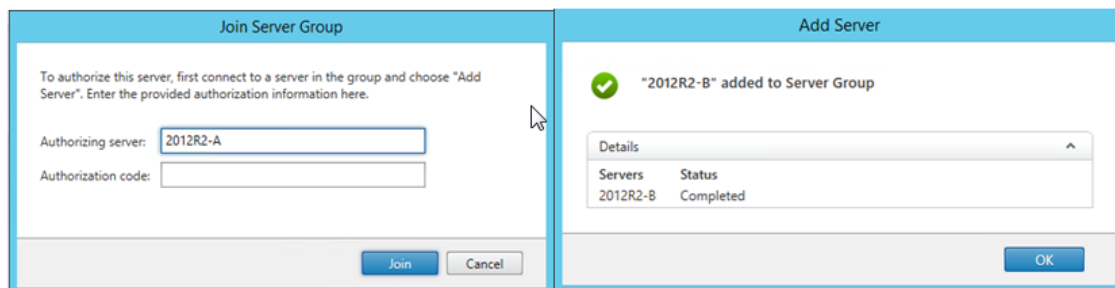 Join Server Group
To authorize this server, first connect to a server in the group and choose "Add
Server". Enter the provided authorization information here.
Authorizing server: 2012R2-A
Authorization code:
Join Cancel
Add Server
"2012R2-B" added to Server Group
Details
Servers Status
2012R2-B Completed
OK